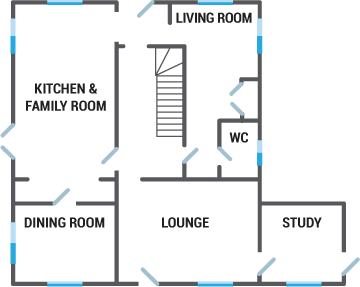 LIVING ROOM
KITCHEN &
FAMILY ROOM
WC
DINING ROOM
LOUNGE
STUDY